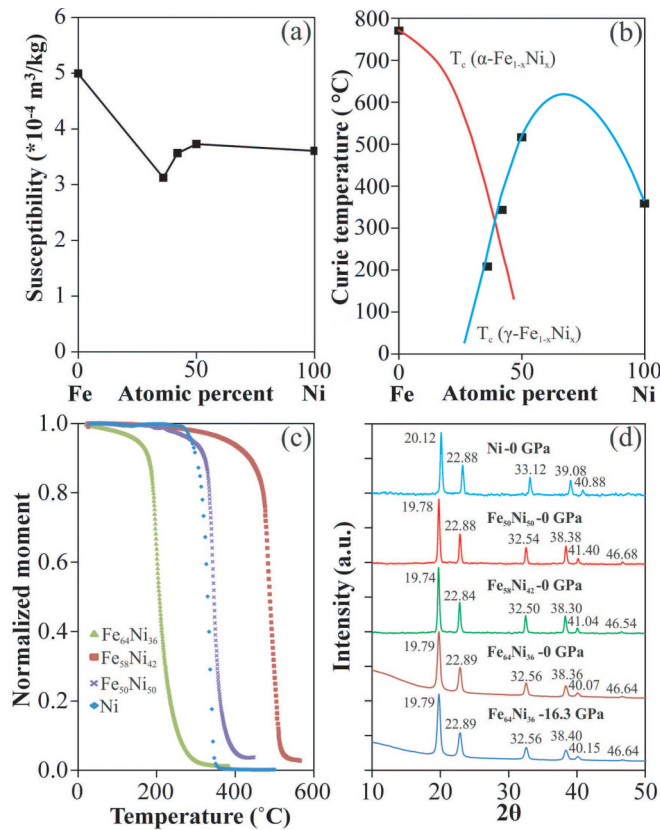 (a)
Susceptibility (*10-4 m3/kg)
6
5
4
3
2
1
0
0
50
100
Fe
Atomic percent
Ni
(b)
Curie temperature (°C)
800
700
600
500
400
300
200
100
0
Tc (α-Fe1-xNix)
Tc (γ-Fe1-xNix)
0
50
100
Fe
Atomic percent
Ni
(c)
Normalized moment
1.0
0.8
0.6
0.4
0.2
0.0
Fe64Ni36
Fe58Ni42
Fe50Ni50
Ni
0
200
400
600
Temperature (°C)
(d)
Intensity (a.u.)
Ni-0 GPa
20.12
22.88
33.12
39.08
40.88
Fe50Ni50-0 GPa
19.78
22.88
32.54
38.38
41.40
46.68
Fe58Ni42-0 GPa
19.74
22.84
32.50
38.30
41.04
46.54
Fe64Ni36-0 GPa
19.79
22.89
32.56
38.36
40.07
46.64
Fe64Ni36-16.3 GPa
19.79
22.89
32.56
38.40
40.15
46.64
10
20
30
40
50
2θ